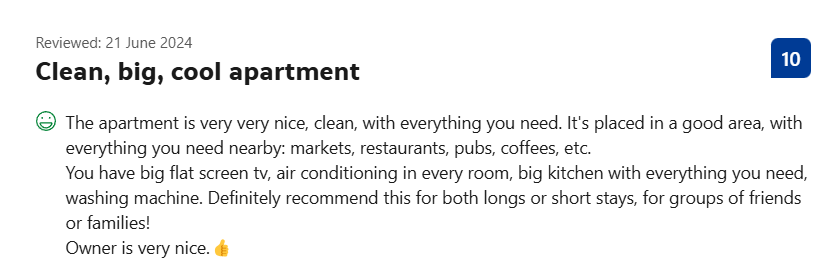 Reviewed: 21 June 2024
Clean, big, cool apartment
10
The apartment is very very nice, clean, with everything you need. It's placed in a good area, with
everything you need nearby: markets, restaurants, pubs, coffees, etc.
You have big flat screen tv, air conditioning in every room, big kitchen with everything you need,
washing machine. Definitely recommend this for both longs or short stays, for groups of friends
or families!
Owner is very nice. 👍